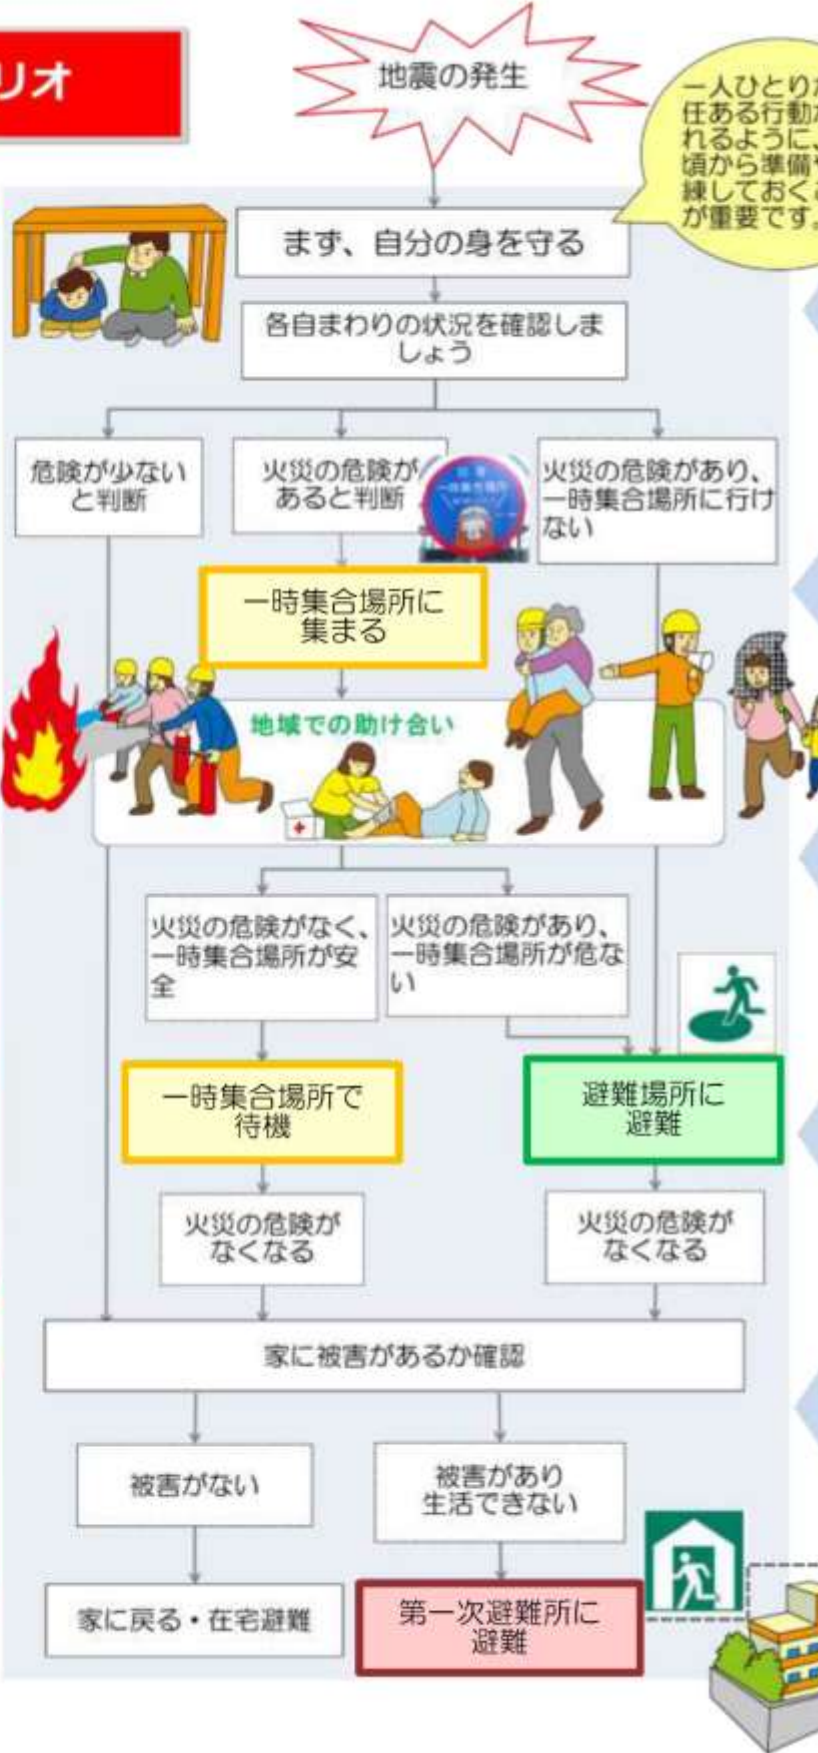 リオ
地震の発生
一人ひとりが
任ある行動が
れるように、
頃から準備や
練しておくこ
が重要です。
まず、自分の身を守る
各自まわりの状況を確認しま
しょう
危険が少ない
と判断
火災の危険が
あると判断
一時集合場所
火災の危険があり、
一時集合場所に行け
ない
一時集合場所に
集まる
地域での助け合い
火災の危険がなく、
一時集合場所が安
全
火災の危険があり、
一時集合場所が危な
い
一時集合場所で
待機
避難場所に
避難
火災の危険が
なくなる
火災の危険が
なくなる
家に被害があるか確認
被害がない
被害があり
生活できない
家に戻る・在宅避難
第一次避難所に
避難